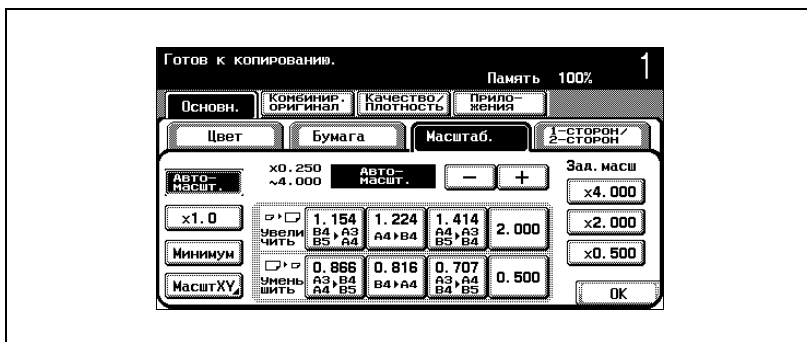 Готов к копированию.
Память 100% 1
Основн. Комбинир. оригинал Качество/ Плотность Прило- жения
Цвет Бумага Масштаб. 1-сторон/ 2-сторон
Авто- масшт.
x0.250 ~4.000
Авто- масшт.
− +
Зад. масш
x4.000
x1.0
Увели чить
1.154 B4▸A3 B5▸A4
1.224 A4▸B4
1.414 A4▸A3 B5▸B4
2.000
x2.000
Минимум
x0.500
МасштXY
Умень шить
0.866 A3▸B4 A4▸B5
0.816 B4▸A4
0.707 A3▸A4 B4▸B5
0.500
OK